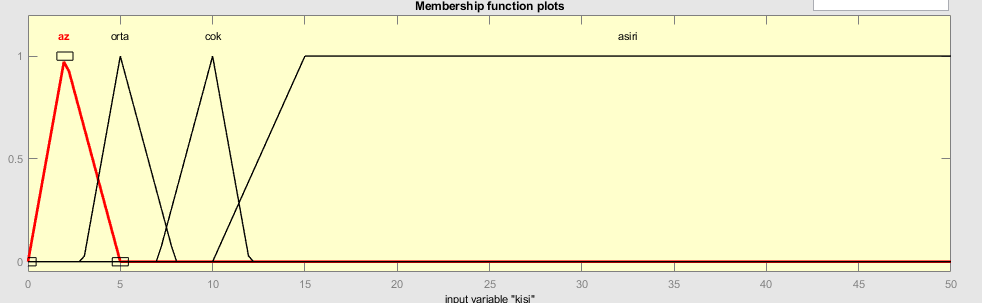 Membership function plots
az orta cok asiri
1
0.5
0
0 5 10 15 20 25 30 35 40 45 50
input variable "kisi"